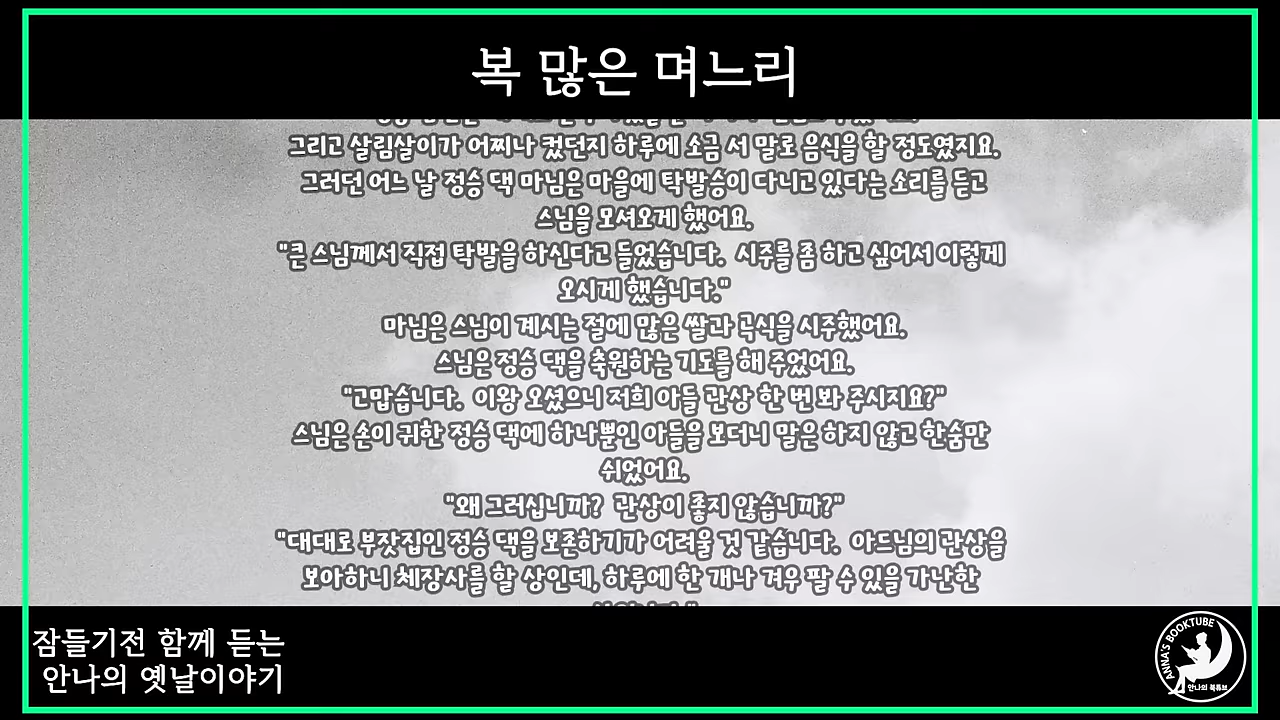 복 많은 며느리
그리고 살림살이가 어찌나 컸던지 하루에 소금 서 말로 음식을 할 정도였지요.
그러던 어느 날 정승 댁 마님은 마을에 탁발승이 다니고 있다는 소리를 듣고
스님을 모셔오게 했어요.
"큰 스님께서 직접 탁발을 하신다고 들었습니다. 시주를 좀 하고 싶어서 이렇게
오시게 했습니다."
마님은 스님이 계시는 절에 많은 쌀과 곡식을 시주했어요.
스님은 정승 댁을 축원하는 기도를 해 주었어요.
"고맙습니다. 이왕 오셨으니 저희 아들 관상 한 번 봐 주시지요?"
스님은 손이 귀한 정승 댁에 하나뿐인 아들을 보더니 말은 하지 않고 한숨만
쉬었어요.
"왜 그러십니까? 관상이 좋지 않습니까?"
"대대로 부잣집인 정승 댁을 보존하기가 어려울 것 같습니다. 아드님의 관상을
보아하니 체장사를 할 상인데, 하루에 한 개나 겨우 팔 수 있을 가난한
잠들기전 함께 듣는
안나의 옛날이야기
ANNA'S BOOKTUBE
안나의 북튜브